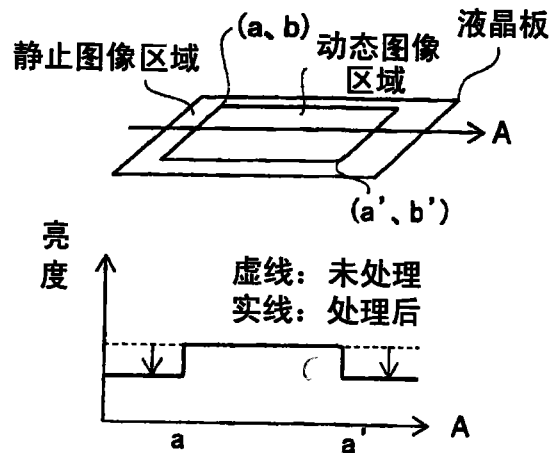 (a、b)
液晶板
静止图像区域
动态图像
区域
A
(a'、b')
亮
度
虚线：未处理
实线：处理后
a
a'
A